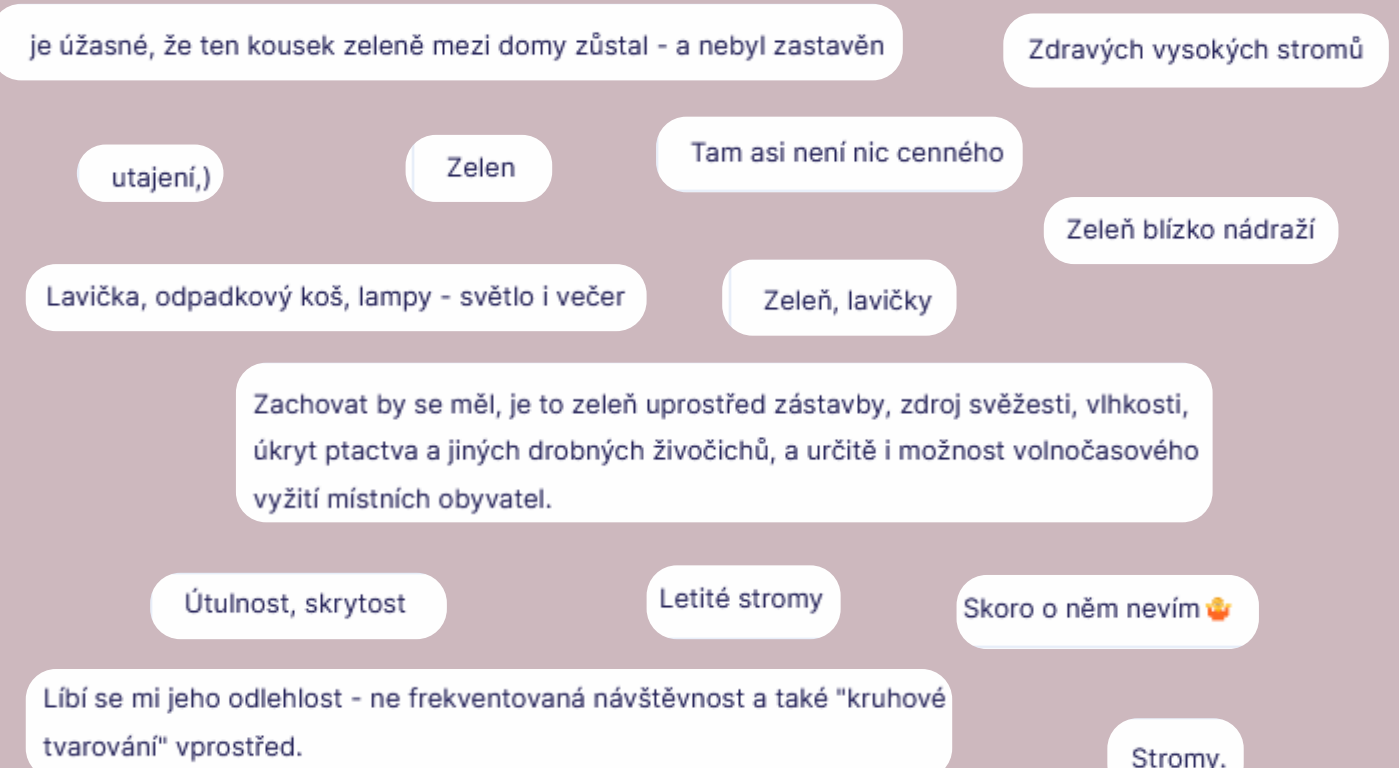 je úžasné, že ten kousek zeleně mezi domy zůstal - a nebyl zastavěn
Zdravých vysokých stromů
utajení,)
Zelen
Tam asi není nic cenného
Zeleň blízko nádraží
Lavička, odpadkový koš, lampy - světlo i večer
Zeleň, lavičky
Zachovat by se měl, je to zeleň uprostřed zástavby, zdroj svěžesti, vlhkosti,
úkryt ptactva a jiných drobných živočichů, a určitě i možnost volnočasového
vyžití místních obyvatel.
Útulnost, skrytost
Letité stromy
Skoro o něm nevím🤷
Líbí se mi jeho odlehlost - ne frekventovaná návštěvnost a také "kruhové
tvarování" vprostřed.
Stromy.